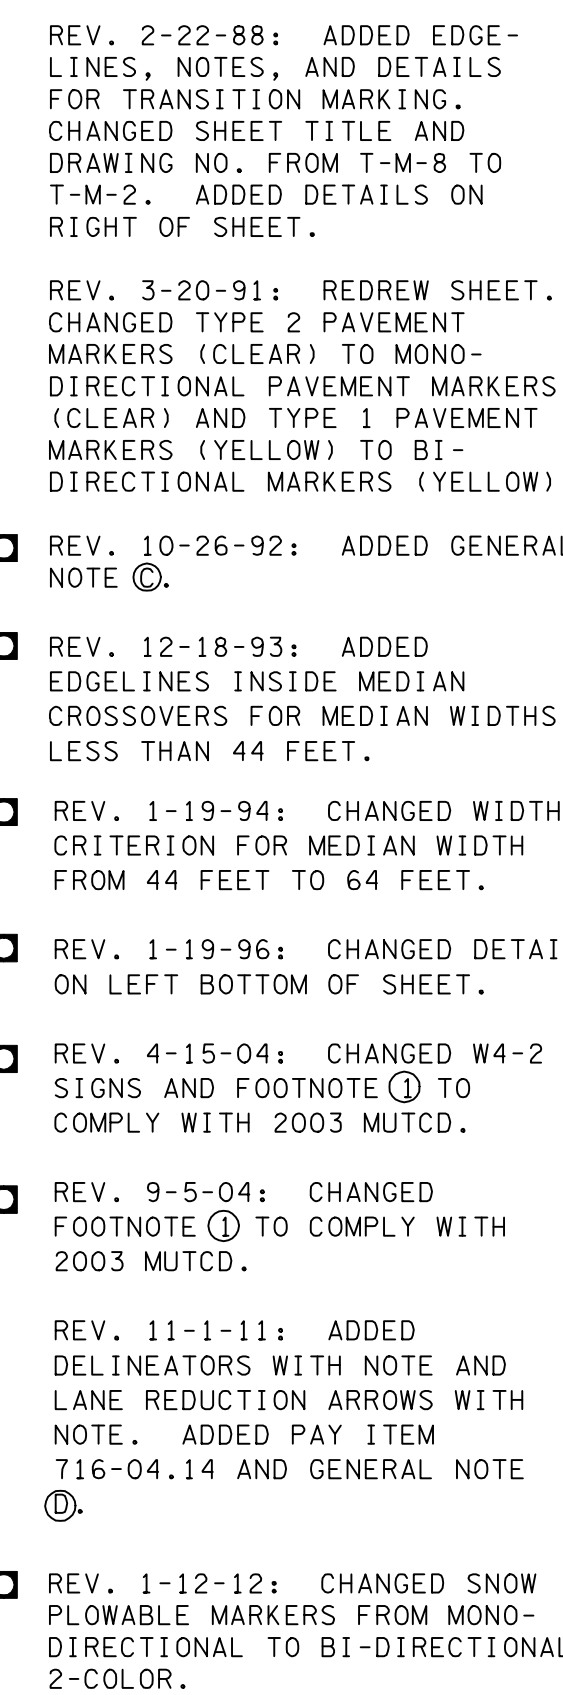 REV. 2-22-88: ADDED EDGE-
LINES, NOTES, AND DETAILS
FOR TRANSITION MARKING.
CHANGED SHEET TITLE AND
DRAWING NO. FROM T-M-8 TO
T-M-2. ADDED DETAILS ON
RIGHT OF SHEET.
REV. 3-20-91: REDREW SHEET.
CHANGED TYPE 2 PAVEMENT
MARKERS (CLEAR) TO MONO-
DIRECTIONAL PAVEMENT MARKERS
(CLEAR) AND TYPE 1 PAVEMENT
MARKERS (YELLOW) TO BI-
DIRECTIONAL MARKERS (YELLOW)
REV. 10-26-92: ADDED GENERAL
NOTE Ⓒ.
REV. 12-18-93: ADDED
EDGELINES INSIDE MEDIAN
CROSSOVERS FOR MEDIAN WIDTHS
LESS THAN 44 FEET.
REV. 1-19-94: CHANGED WIDTH
CRITERION FOR MEDIAN WIDTH
FROM 44 FEET TO 64 FEET.
REV. 1-19-96: CHANGED DETAI
ON LEFT BOTTOM OF SHEET.
REV. 4-15-04: CHANGED W4-2
SIGNS AND FOOTNOTE ① TO
COMPLY WITH 2003 MUTCD.
REV. 9-5-04: CHANGED
FOOTNOTE ① TO COMPLY WITH
2003 MUTCD.
REV. 11-1-11: ADDED
DELINEATORS WITH NOTE AND
LANE REDUCTION ARROWS WITH
NOTE. ADDED PAY ITEM
716-04.14 AND GENERAL NOTE
Ⓓ.
REV. 1-12-12: CHANGED SNOW
PLOWABLE MARKERS FROM MONO-
DIRECTIONAL TO BI-DIRECTIONAL
2-COLOR.